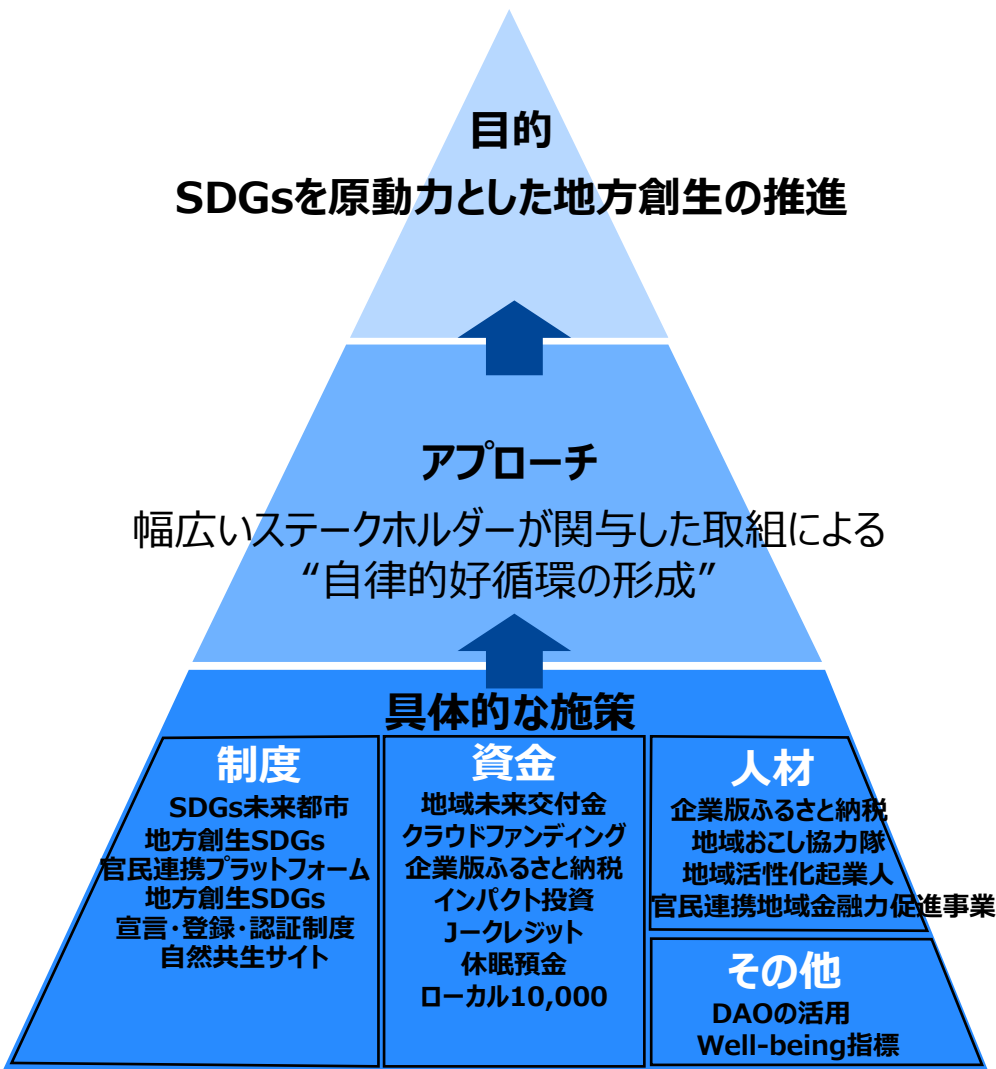 目的
SDGsを原動力とした地方創生の推進
アプローチ
幅広いステークホルダーが関与した取組による
“自律的好循環の形成”
具体的な施策
制度
SDGs未来都市
地方創生SDGs
官民連携プラットフォーム
地方創生SDGs
宣言・登録・認証制度
自然共生サイト
資金
地域未来交付金
クラウドファンディング
企業版ふるさと納税
インパクト投資
Jークレジット
休眠預金
ローカル10,000
人材
企業版ふるさと納税
地域おこし協力隊
地域活性化起業人
官民連携地域金融力促進事業
その他
DAOの活用
Well-being指標